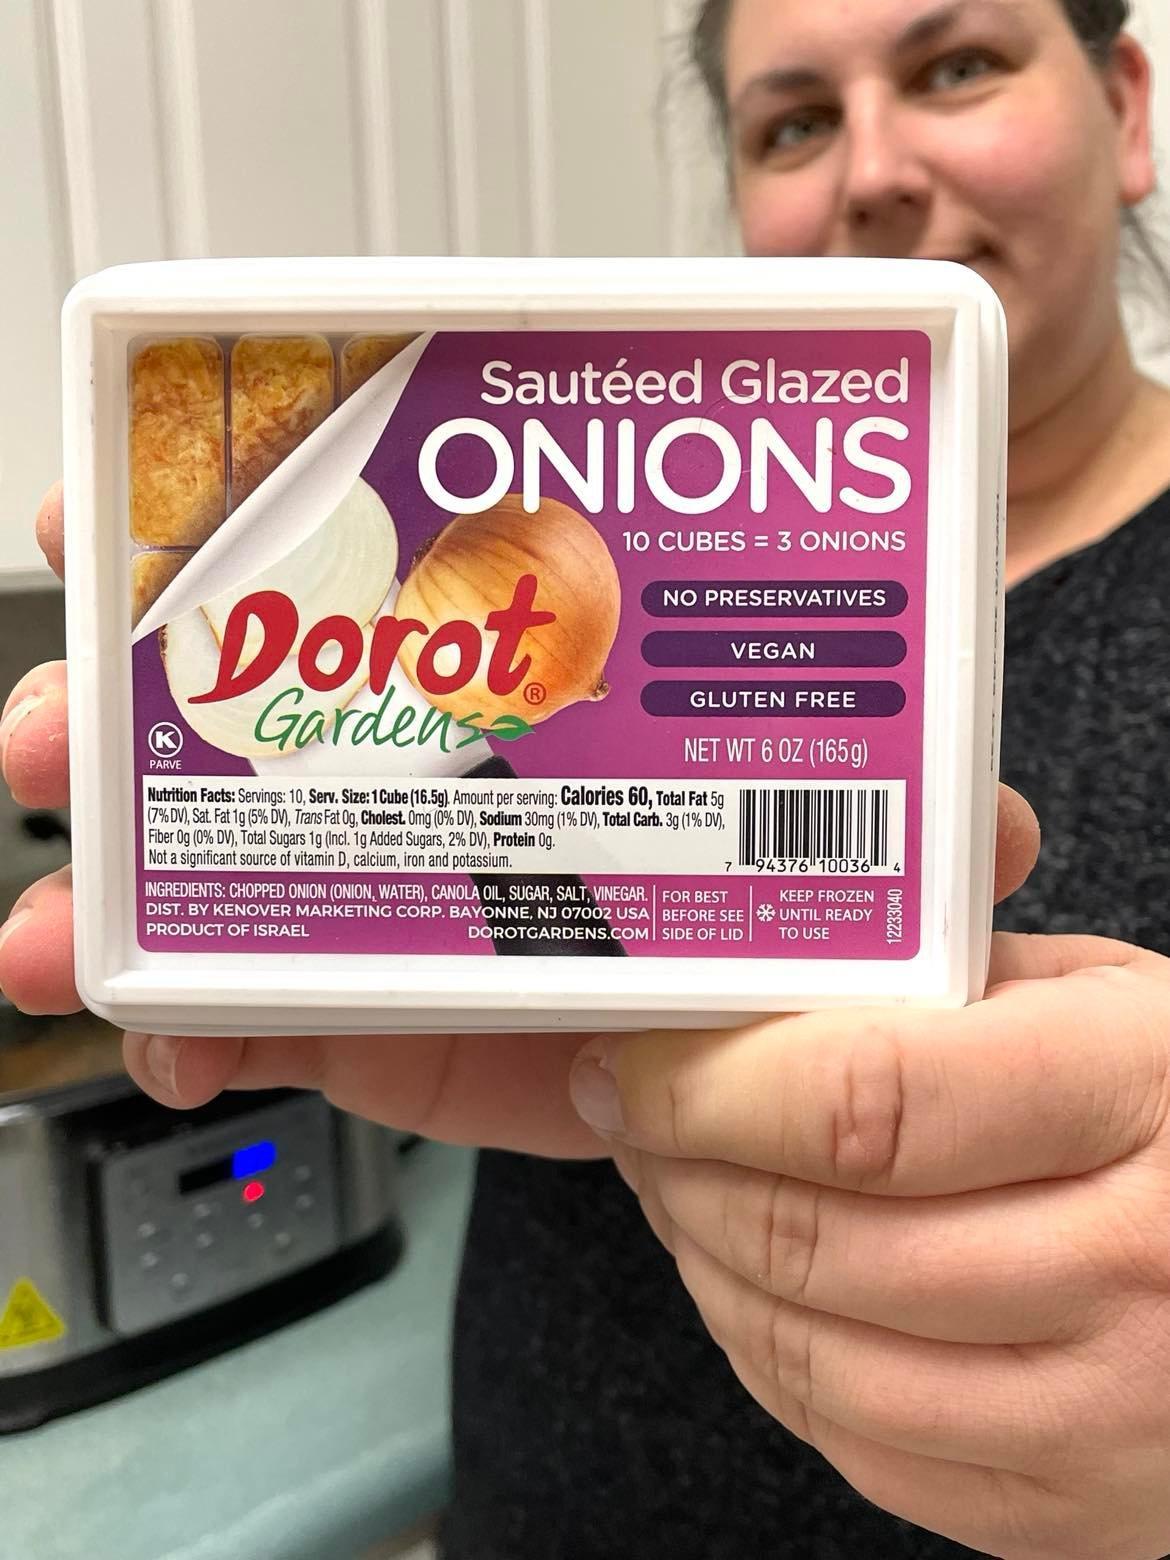 Sautéed Glazed
ONIONS
10 CUBES = 3 ONIONS
NO PRESERVATIVES
VEGAN
GLUTEN FREE
Dorot®
Gardens
K
PARVE
NET WT 6 OZ (165g)
Nutrition Facts: Servings: 10, Serv. Size: 1 Cube (16.5g). Amount per serving: Calories 60, Total Fat 5g
(7% DV), Sat. Fat 1g (5% DV), Trans Fat 0g, Cholest. 0mg (0% DV), Sodium 30mg (1% DV), Total Carb. 3g (1% DV),
Fiber 0g (0% DV), Total Sugars 1g (Incl. 1g Added Sugars, 2% DV), Protein 0g.
Not a significant source of vitamin D, calcium, iron and potassium.
7 94376 10036 4
INGREDIENTS: CHOPPED ONION (ONION, WATER), CANOLA OIL, SUGAR, SALT, VINEGAR.
DIST. BY KENOVER MARKETING CORP. BAYONNE, NJ 07002 USA
PRODUCT OF ISRAEL
DOROTGARDENS.COM
FOR BEST
BEFORE SEE
SIDE OF LID
KEEP FROZEN
UNTIL READY
TO USE
12233040